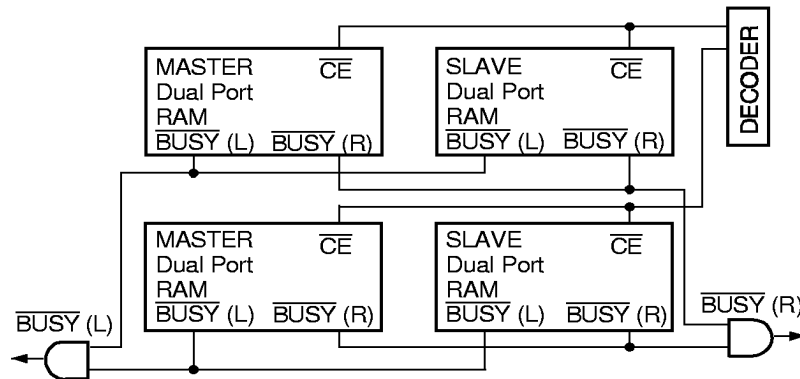 MASTER
Dual Port
RAM
CE
BUSY (L) BUSY (R)
SLAVE
Dual Port
RAM
CE
BUSY (L) BUSY (R)
DECODER
MASTER
Dual Port
RAM
CE
BUSY (L) BUSY (R)
SLAVE
Dual Port
RAM
CE
BUSY (L) BUSY (R)
BUSY (L)
BUSY (R)